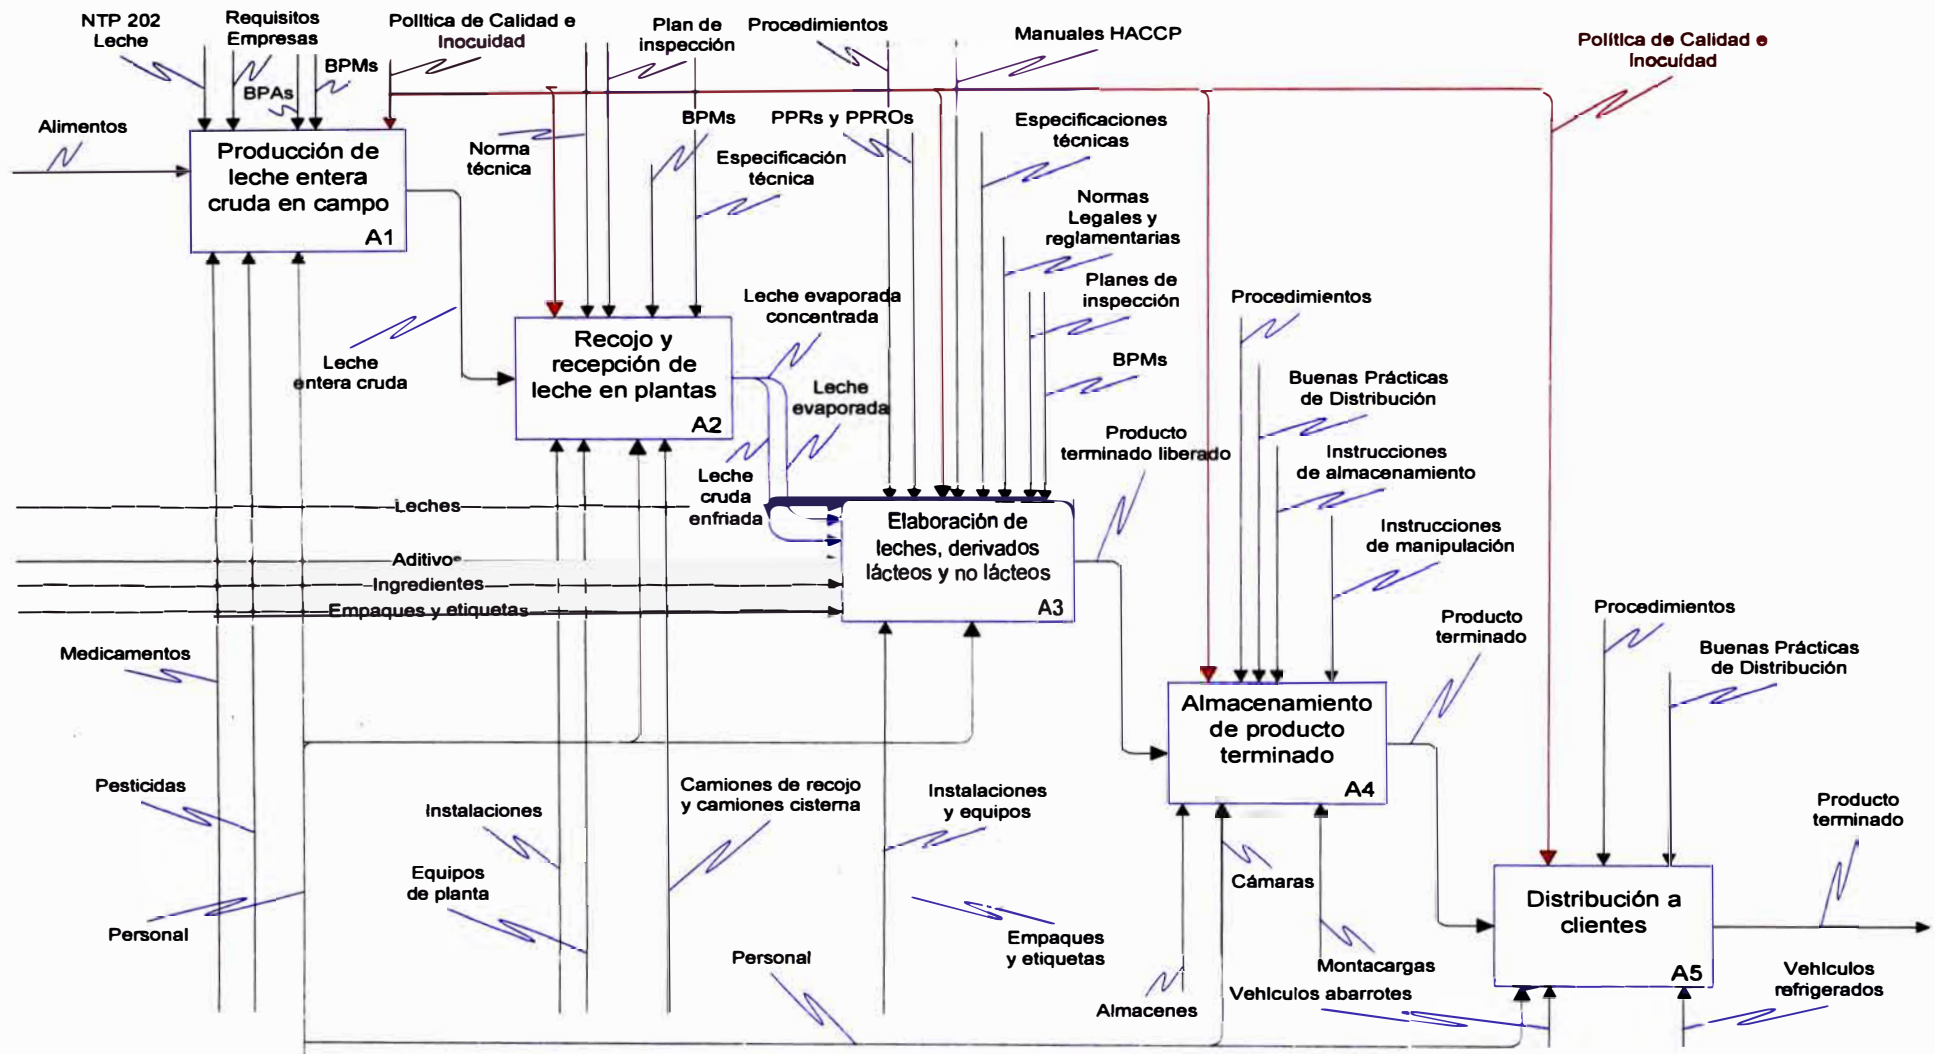 NTP 202
Leche
Requisitos
Empresas
BPAs
BPMs
Política de Calidad e
Inocuidad
Plan de
inspección
Procedimientos
Manuales HACCP
Política de Calidad e
Inocuídad
Alimentos
Producción de
leche entera
cruda en campo
A1
Norma
técnica
BPMs
Especificación
técnica
PPRs y PPROs
Especificaciones
técnicas
Normas
Legales y
reglamentarias
Planes de
inspección
BPMs
Leche
entera cruda
Recojo y
recepción de
leche en plantas
A2
Leche evaporada
concentrada
Leche
evaporada
Leche
cruda
enfriada
Procedimientos
Buenas Prácticas
de Distribución
Instrucciones
de almacenamiento
Instrucciones
de manipulación
Producto
terminado liberado
Leches
Aditivos
Ingredientes
Empaques y etiquetas
Elaboración de
leches, derivados
lácteos y no lácteos
A3
Medicamentos
Pesticidas
Personal
Instalaciones
Equipos
de planta
Camiones de recojo
y camiones cisterna
Instalaciones
y equipos
Empaques
y etiquetas
Personal
Almacenamiento
de producto
terminado
A4
Producto
terminado
Procedimientos
Buenas Prácticas
de Distribución
Cámaras
Montacargas
Almacenes
Vehículos abarrotes
Distribución a
clientes
A5
Producto
terminado
Vehículos
refrigerados